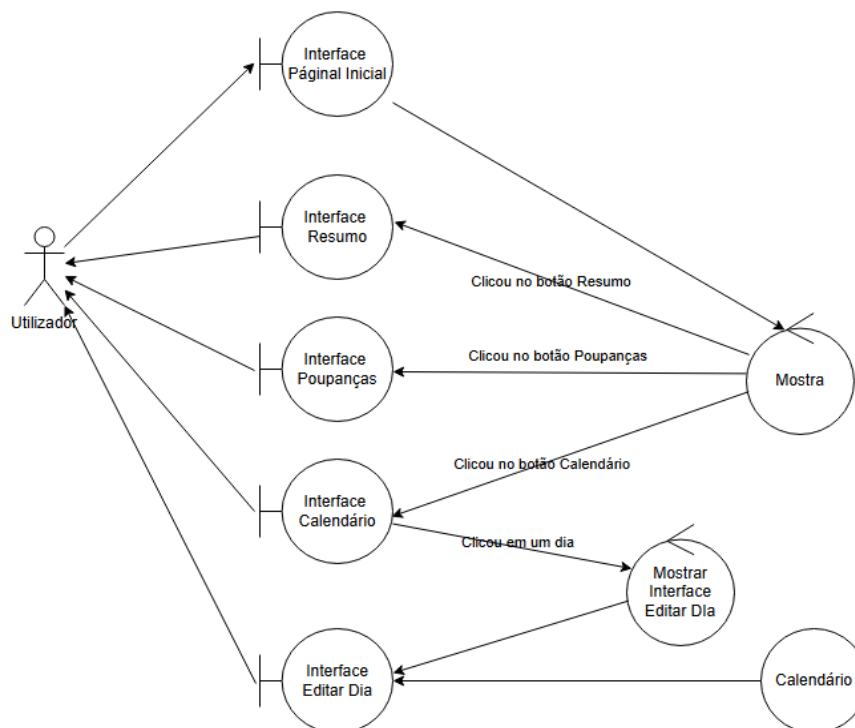 Interface
Páginal Inicial
Interface
Resumo
Clicou no botão Resumo
Utilizador
Interface
Poupanças
Clicou no botão Poupanças
Mostra
Clicou no botão Calendário
Interface
Calendário
Clicou em um dia
Mostrar
Interface
Editar DIa
Interface
Editar Dia
Calendário